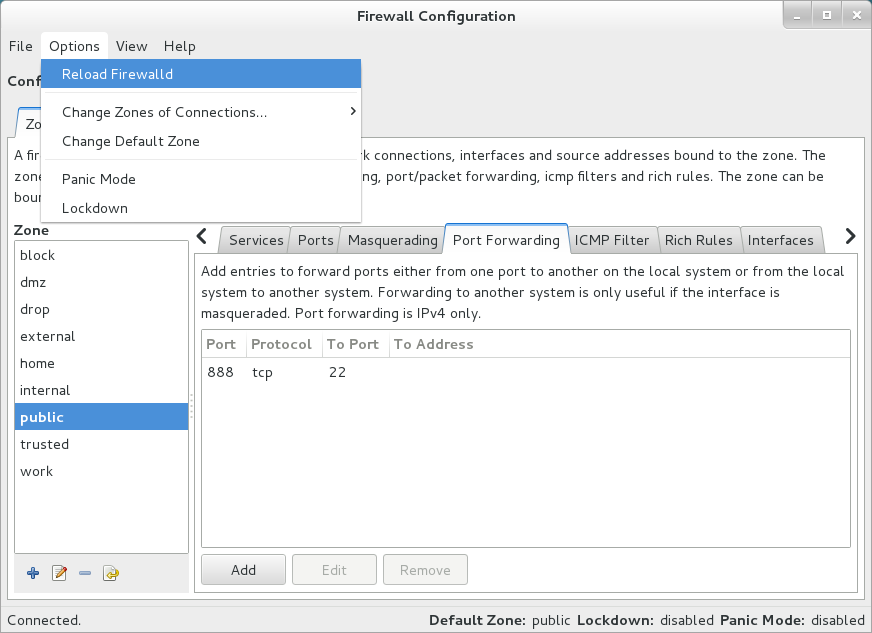 Firewall Configuration
File Options View Help
Reload Firewalld
Conf
Change Zones of Connections...
Zo
Change Default Zone
A fir k connections, interfaces and source addresses bound to the zone. The
zone ng, port/packet forwarding, icmp filters and rich rules. The zone can be
Panic Mode
boun
Lockdown
Zone
Services Ports Masquerading Port Forwarding ICMP Filter Rich Rules Interfaces
block
dmz
drop
external
home
internal
public
trusted
work
Add entries to forward ports either from one port to another on the local system or from the local
system to another system. Forwarding to another system is only useful if the interface is
masqueraded. Port forwarding is IPv4 only.
Port Protocol To Port To Address
888 tcp 22
Add Edit Remove
Connected. Default Zone: public Lockdown: disabled Panic Mode: disabled